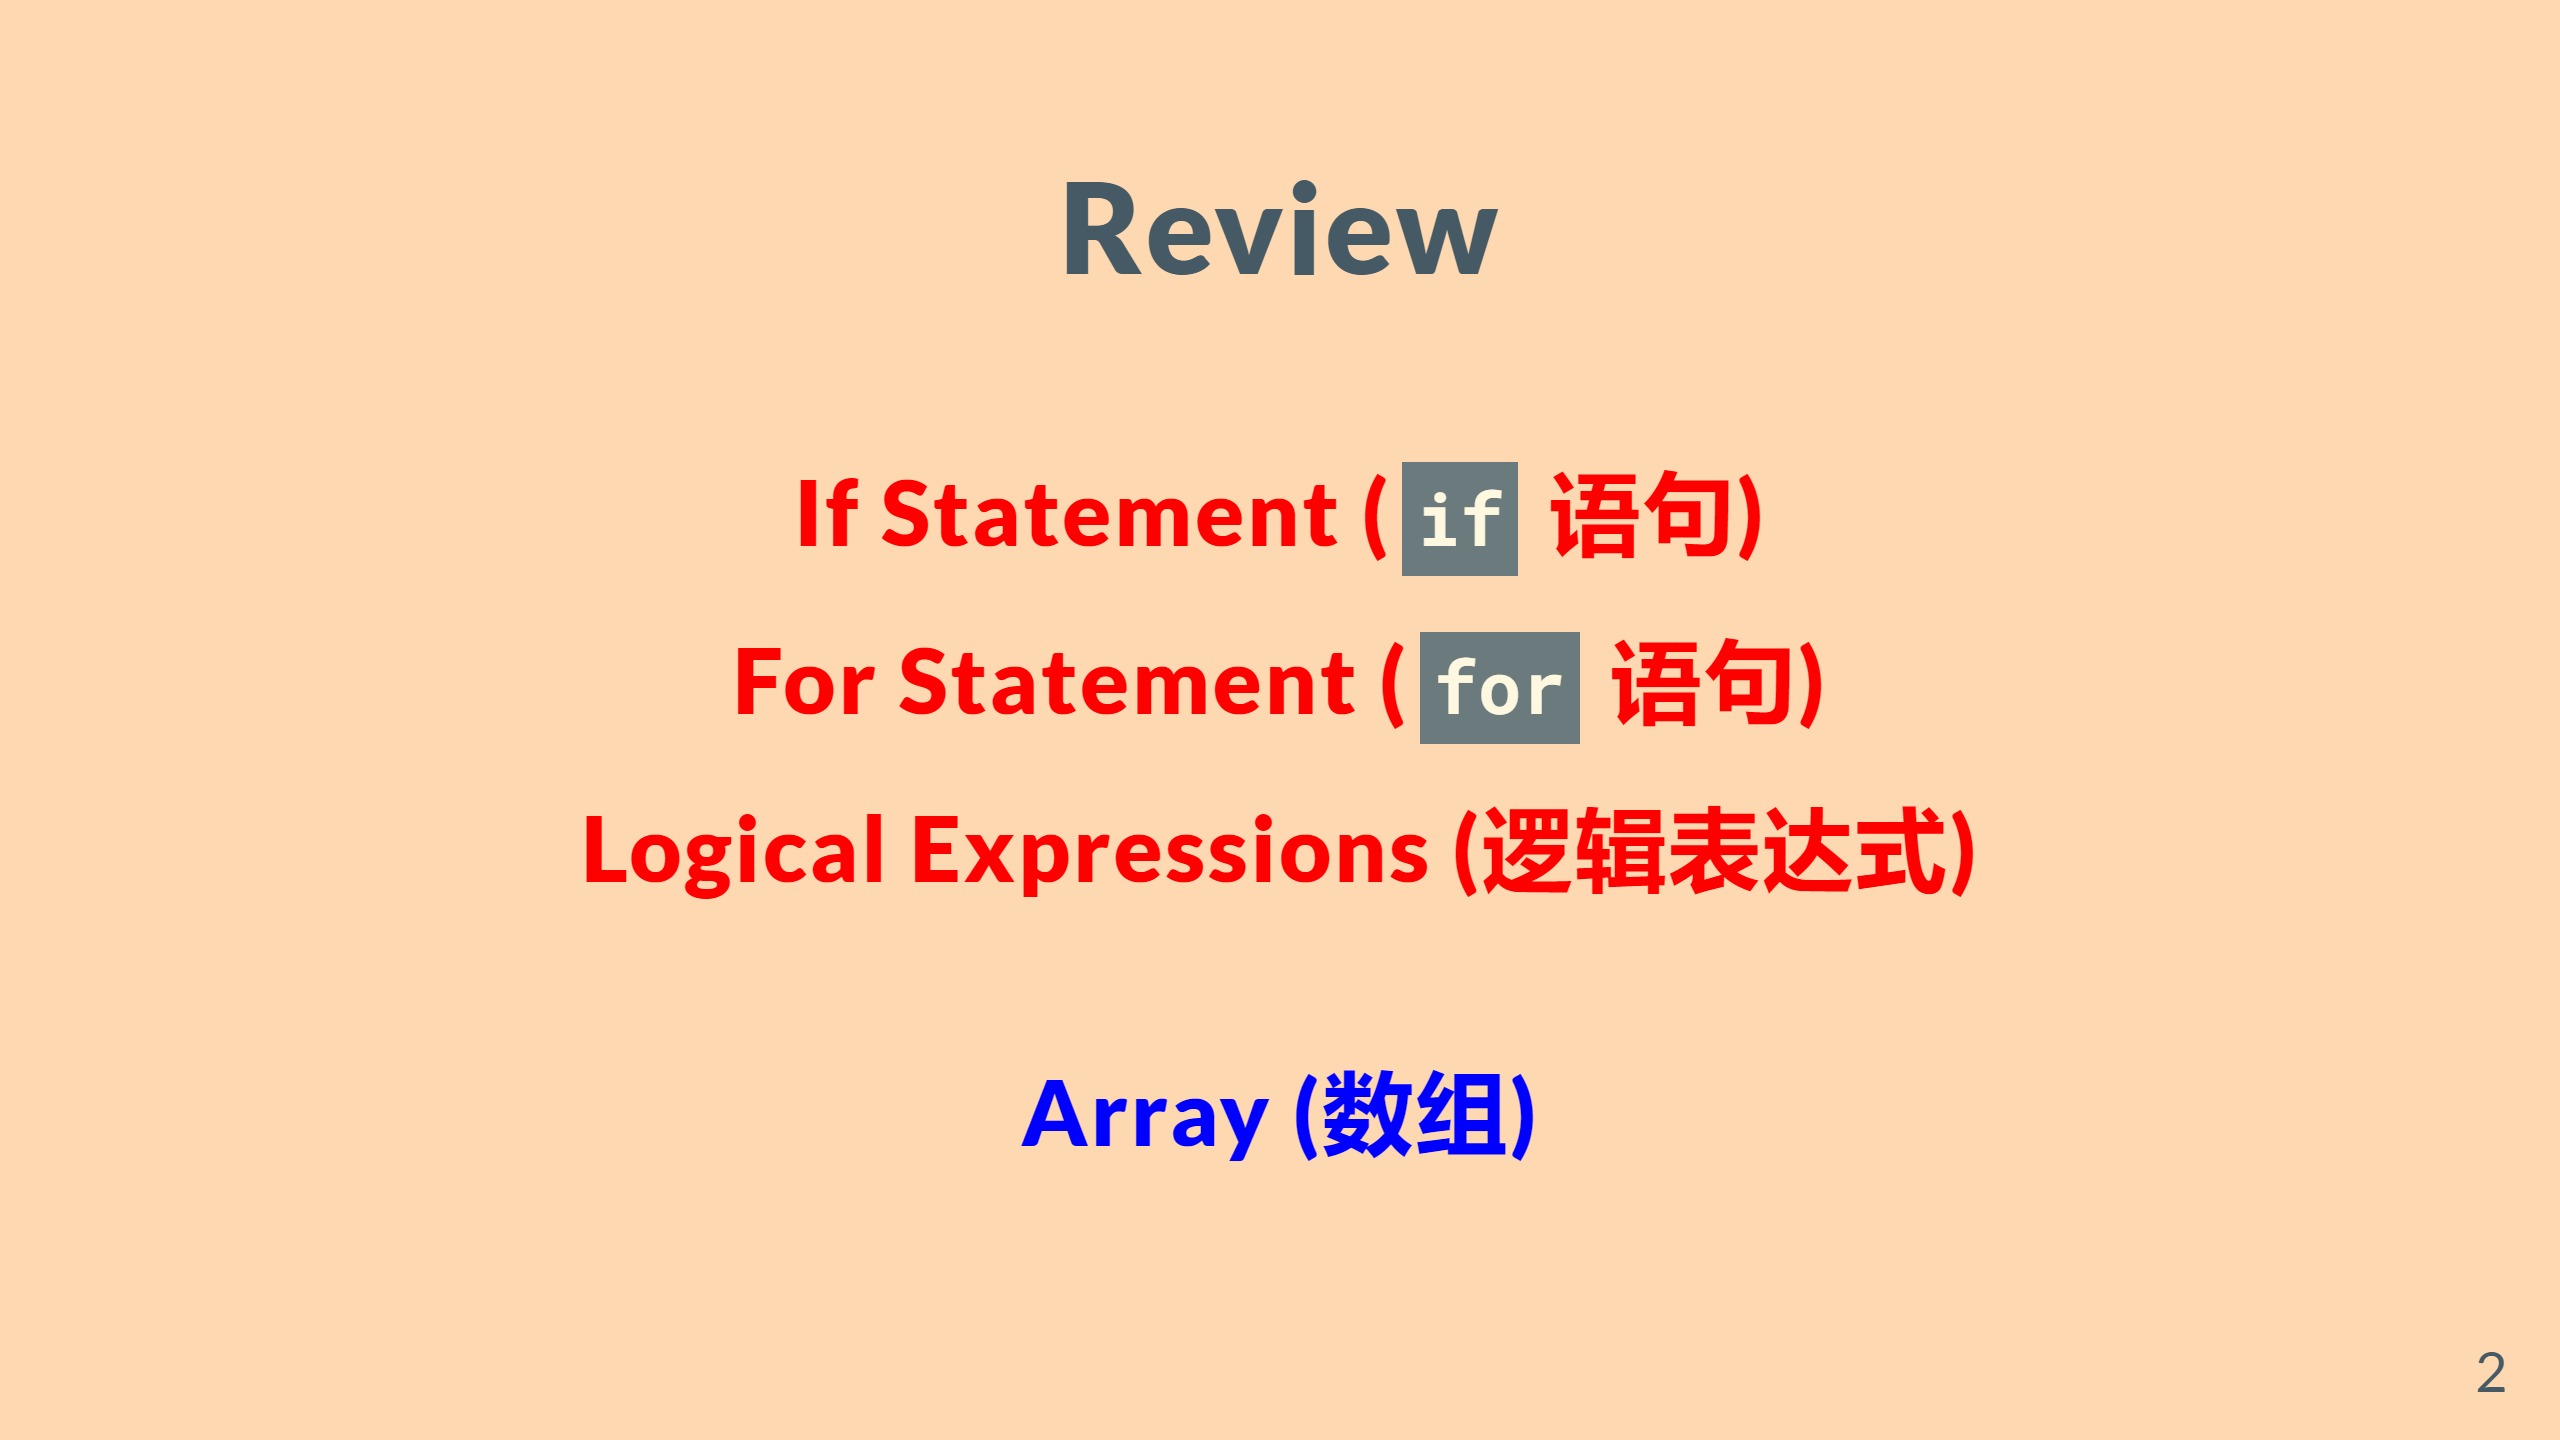 Review
If Statement (if 语句)
For Statement (for 语句)
Logical Expressions (逻辑表达式)
Array (数组)
2